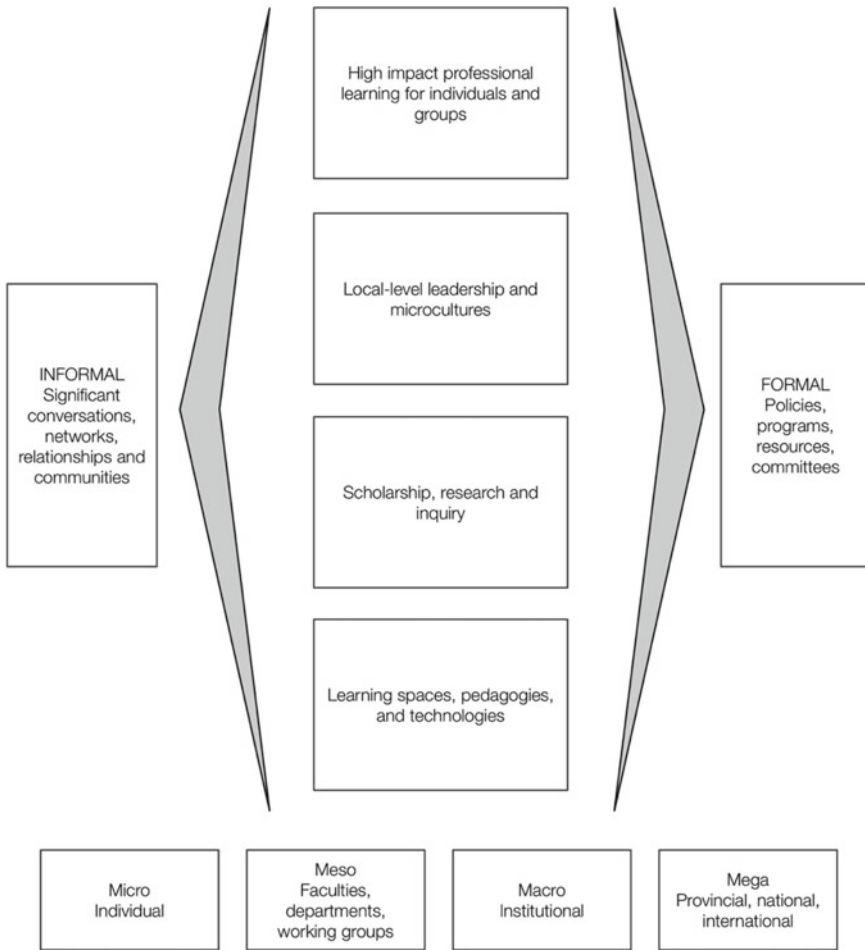 High impact professional
learning for individuals and
groups
Local-level leadership and
microcultures
INFORMAL
Significant
conversations,
networks,
relationships and
communities
FORMAL
Policies,
programs,
resources,
committees
Scholarship, research and
inquiry
Learning spaces, pedagogies,
and technologies
Micro
Individual
Meso
Faculties,
departments,
working groups
Macro
Institutional
Mega
Provincial, national,
international